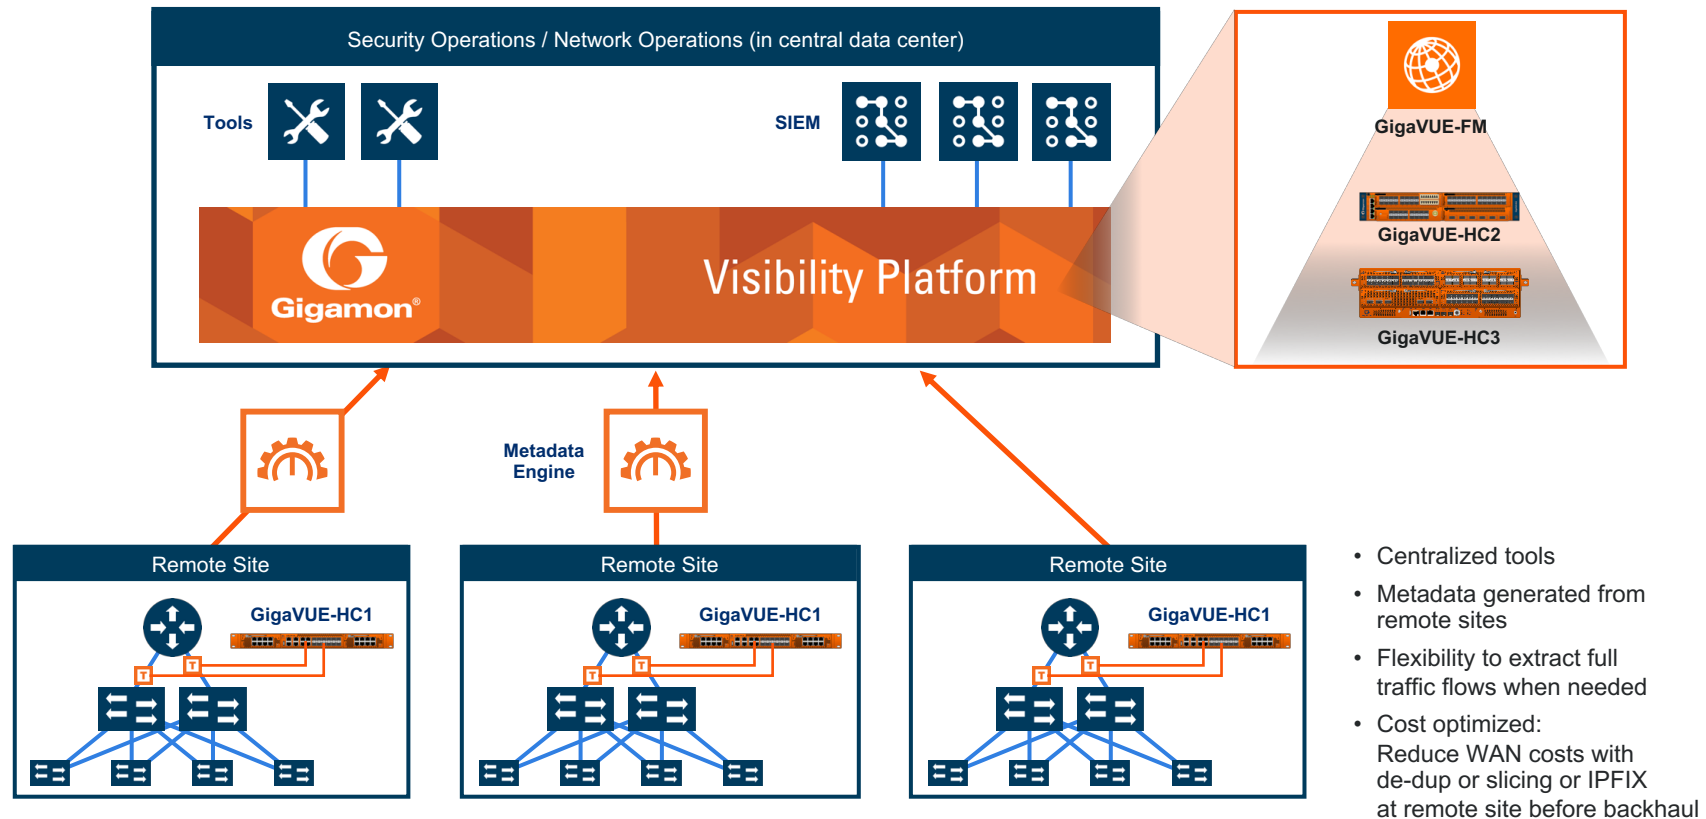 Security Operations / Network Operations (in central data center)
Tools
SIEM
Gigamon®
Visibility Platform
GigaVUE-FM
GigaVUE-HC2
GigaVUE-HC3
Metadata
Engine
Remote Site
GigaVUE-HC1
T
T
Remote Site
GigaVUE-HC1
T
T
Remote Site
GigaVUE-HC1
T
T
• Centralized tools
• Metadata generated from
remote sites
• Flexibility to extract full
traffic flows when needed
• Cost optimized:
Reduce WAN costs with
de-dup or slicing or IPFIX
at remote site before backhaul